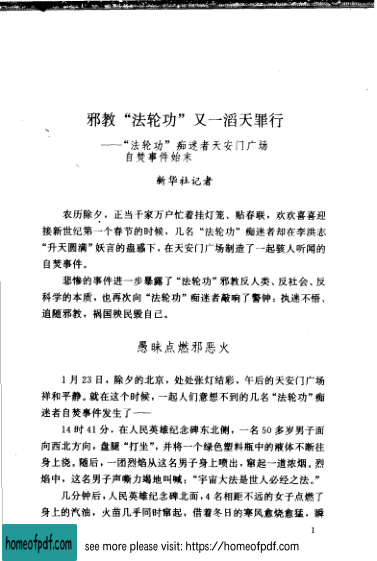 邪教“法轮功”又一滔天罪行
——“法轮功”痴迷者天安门广场
自焚事件始末
新华社记者
农历除夕，正当千家万户忙着挂灯笼、贴春联，欢欢喜喜迎
接新世纪第一个春节的时候，几名“法轮功”痴迷者却在李洪志
“升天圆满”妖言的蛊惑下，在天安门广场制造了一起骇人听闻的
自焚事件。
悲惨的事件进一步暴露了“法轮功”邪教反人类、反社会、反
科学的本质，也再次向“法轮功”痴迷者敲响了警钟：执迷不悟、
追随邪教，祸国殃民毁自己。
愚昧点燃邪恶火
1月23日，除夕的北京，处处张灯结彩，午后的天安门广场
祥和平静。就在这个时候，一起人们意想不到的几名“法轮功”痴
迷者自焚事件发生了——
14时41分，在人民英雄纪念碑东北侧，一名50多岁男子面
向西北方向，盘腿“打坐”，并将一个绿色塑料瓶中的液体不断往
身上浇。随后，一团烈焰从这名男子身上喷出，窜起一道浓烟。烈
焰中，这名男子声嘶力竭地叫喊：“宇宙大法是世人必经之法。”
几分钟后，人民英雄纪念碑北面，4名相距不远的女子点燃了
身上的汽油，火苗几乎同时窜起，借着冬日的寒风愈烧愈猛，瞬
1
homeofpdf.com
see more please visit: https://homeofpdf.com